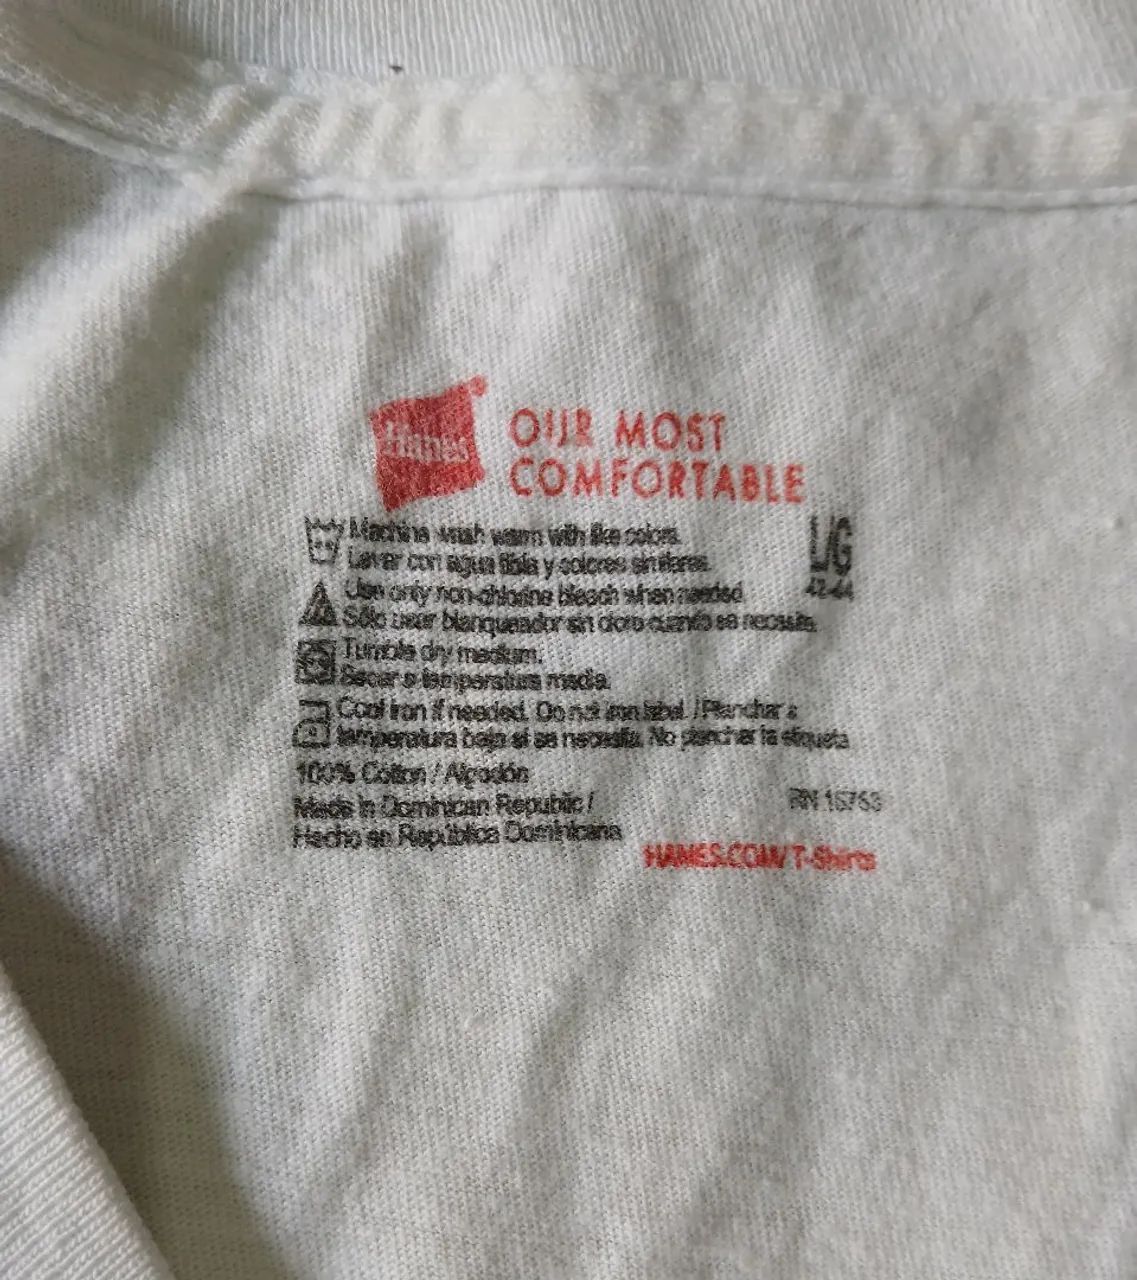 Hanes
OUR MOST
COMFORTABLE
L/G
42-44
Machine wash warm with like colors.
Lavar con agua tibia y colores similares.
Use only non-chlorine bleach when needed.
Sólo usar blanqueador sin cloro cuando se necesite.
Tumble dry medium.
Secar a temperatura media.
Cool iron if needed. Do not iron label. / Planchar a
temperatura baja si se necesita. No planchar la etiqueta
100% Cotton / Algodón
Made in Dominican Republic /
Hecho en República Dominicana
RN 15763
HANES.COM/T-Shirts